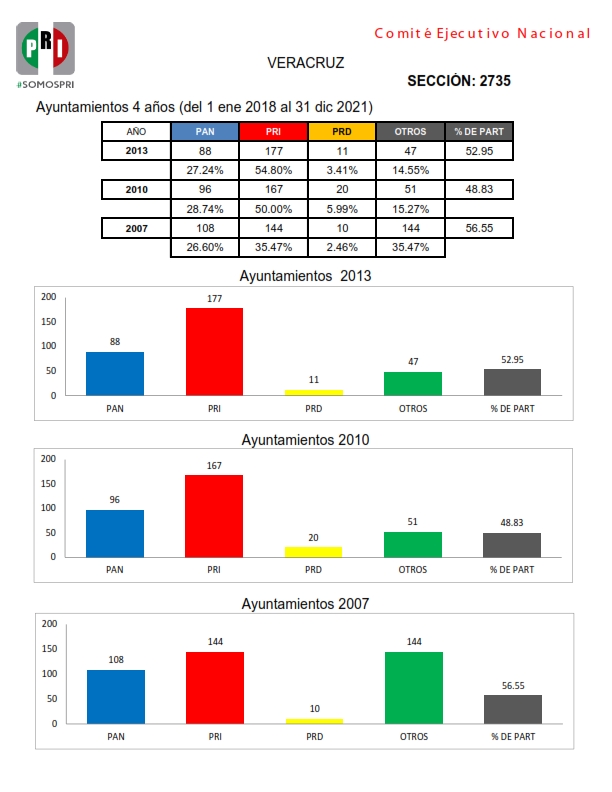 PRI
#SOMOSPRI
Comité Ejecutivo Nacional
VERACRUZ
SECCIÓN: 2735
Ayuntamientos 4 años (del 1 ene 2018 al 31 dic 2021)
AÑO PAN PRI PRD OTROS % DE PART
2013 88 177 11 47 52.95
27.24% 54.80% 3.41% 14.55%
2010 96 167 20 51 48.83
28.74% 50.00% 5.99% 15.27%
2007 108 144 10 144 56.55
26.60% 35.47% 2.46% 35.47%
Ayuntamientos 2013
200
150
100
50
0
88 177 11 47 52.95
PAN PRI PRD OTROS % DE PART
Ayuntamientos 2010
200
150
100
50
0
96 167 20 51 48.83
PAN PRI PRD OTROS % DE PART
Ayuntamientos 2007
200
150
100
50
0
108 144 10 144 56.55
PAN PRI PRD OTROS % DE PART